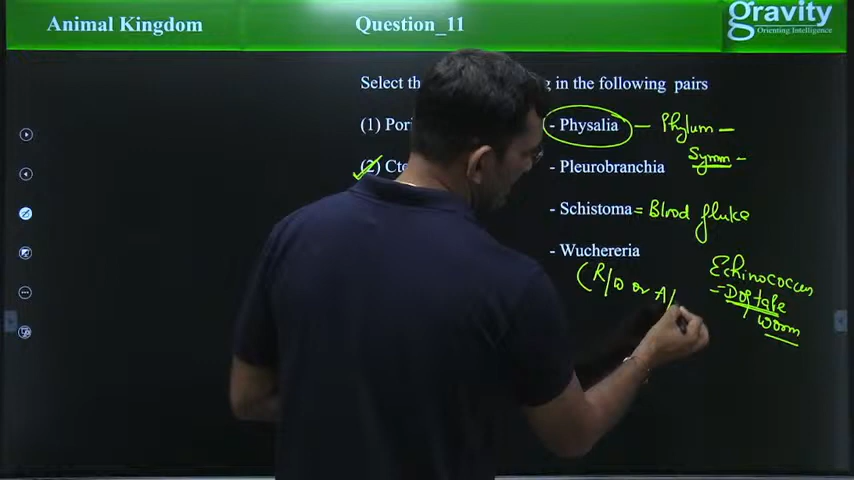 Animal Kingdom
Question_11
gravity
Orienting Intelligence
Select th g in the following pairs
(1) Pori - Physalia - Phylum -
Symm -
(2) Cte - Pleurobranchia
- Schistoma = Blood fluke
- Wuchereria
(R/W or A/
Echinococcus
- Dog tape
worm